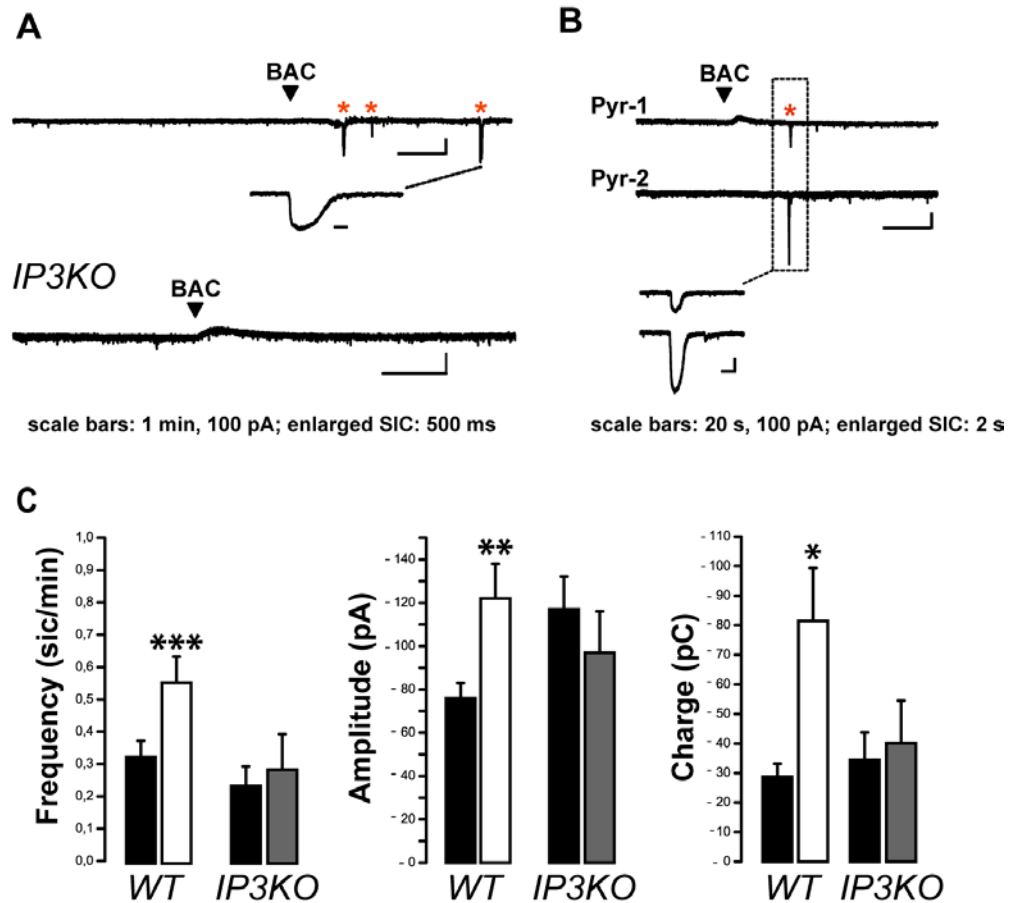 A
BAC
* * *
IP3KO
BAC
scale bars: 1 min, 100 pA; enlarged SIC: 500 ms
B
BAC
Pyr-1
*
Pyr-2
scale bars: 20 s, 100 pA; enlarged SIC: 2 s
C
Frequency (sic/min)
1,0
0,9
0,8
0,7
0,6
0,5
0,4
0,3
0,2
0,1
0,0
***
WT IP3KO
Amplitude (pA)
- 140
- 120
- 100
- 80
- 60
- 40
- 20
- 0
**
WT IP3KO
Charge (pC)
- 110
- 100
- 90
- 80
- 70
- 60
- 50
- 40
- 30
- 20
- 10
- 0
*
WT IP3KO